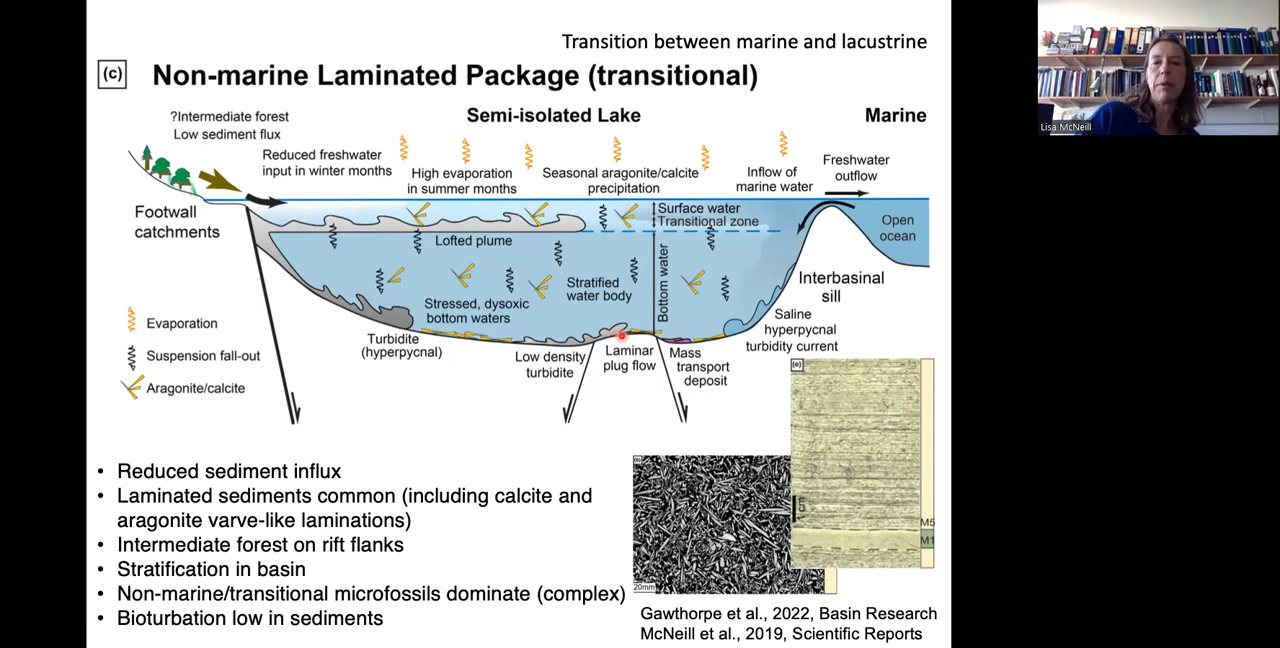 Transition between marine and lacustrine
(c)
Non-marine Laminated Package (transitional)
?Intermediate forest
Low sediment flux
Semi-isolated Lake
Marine
Reduced freshwater
input in winter months
High evaporation
in summer months
Seasonal aragonite/calcite
precipitation
Inflow of
marine water
Freshwater
outflow
Footwall
catchments
Surface water
Transitional zone
Open
ocean
Lofted plume
Bottom water
Stratified
water body
Interbasinal
sill
Stressed, dysoxic
bottom waters
Saline
hyperpycnal
turbidity current
Turbidite
(hyperpycnal)
Low density
turbidite
Laminar
plug flow
Mass
transport
deposit
Evaporation
Suspension fall-out
Aragonite/calcite
(e)
1 cm
M5
M1
20mm
• Reduced sediment influx
• Laminated sediments common (including calcite and
aragonite varve-like laminations)
• Intermediate forest on rift flanks
• Stratification in basin
• Non-marine/transitional microfossils dominate (complex)
• Bioturbation low in sediments
Gawthorpe et al., 2022, Basin Research
McNeill et al., 2019, Scientific Reports
Lisa McNeill